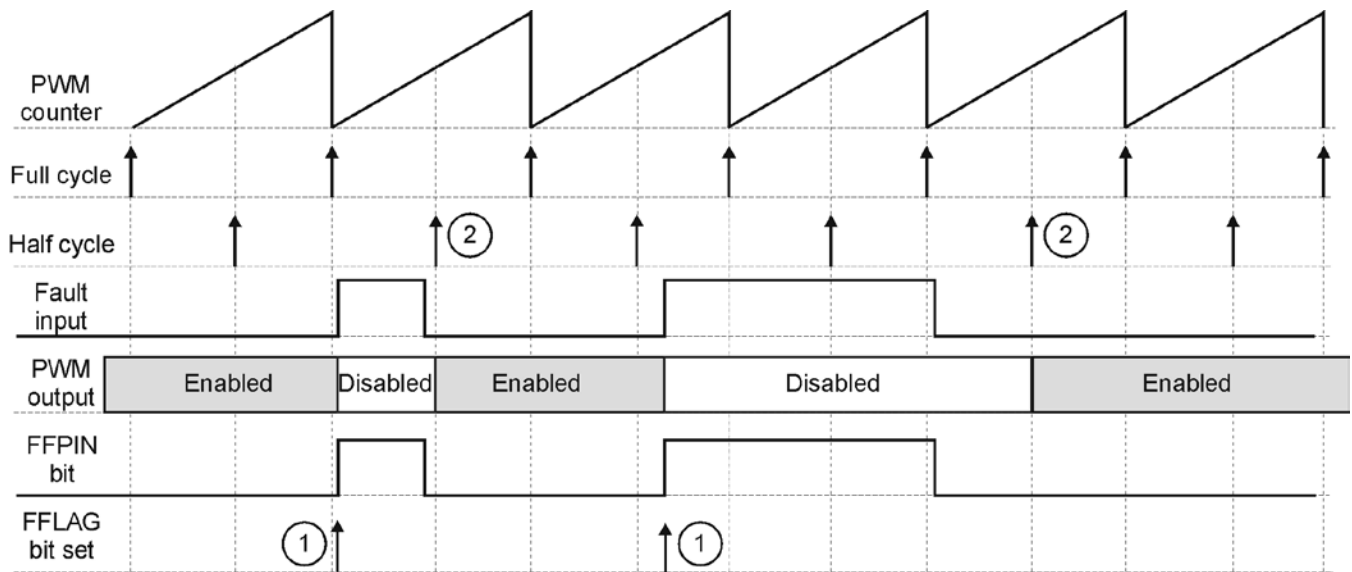 PWM
counter
Full cycle
Half cycle
2
2
Fault
input
PWM
output
Enabled
Disabled
Enabled
Disabled
Enabled
FFPIN
bit
FFLAG
bit set
1
1